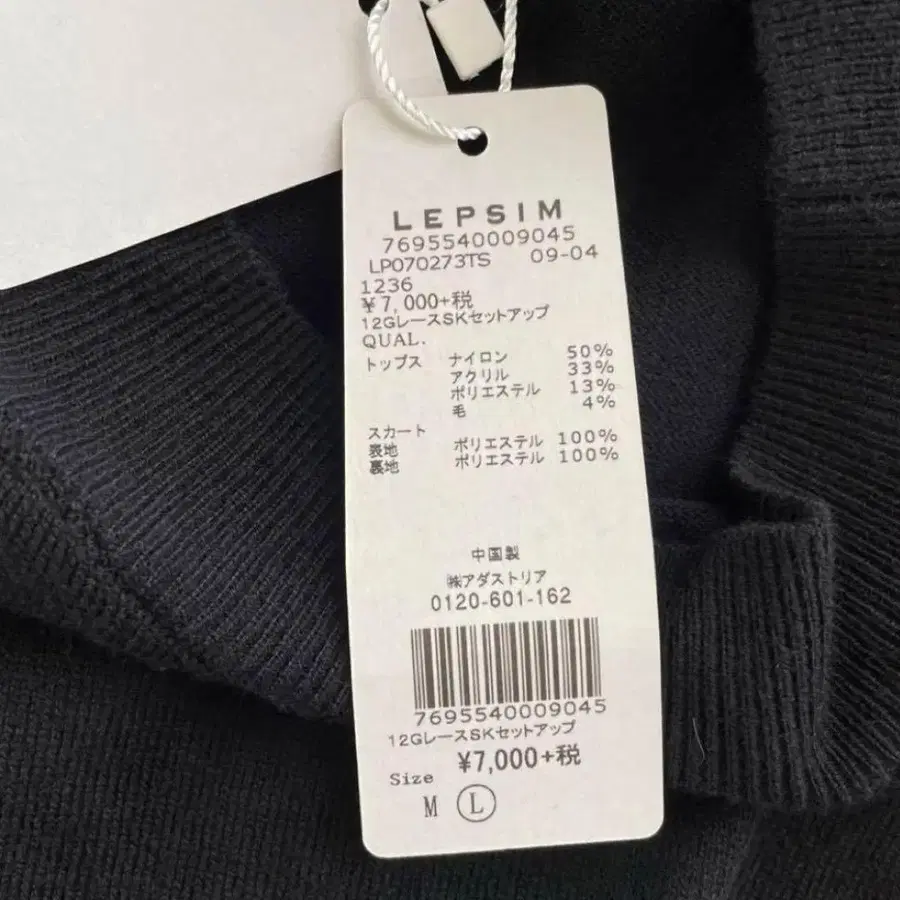 LEPSIM
7695540009045
LP070273TS 09-04
1236
¥7,000+税
12GレースSKセットアップ
QUAL.
トップス ナイロン 50%
アクリル 33%
ポリエステル 13%
毛 4%
スカート
表地 ポリエステル 100%
裏地 ポリエステル 100%
中国製
㈱アダストリア
0120-601-162
7695540009045
12GレースSKセットアップ
¥7,000+税
Size
M Ⓛ